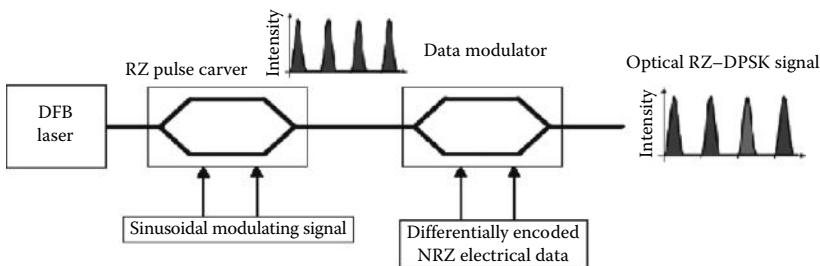 RZ pulse carver
Intensity
Data modulator
Optical RZ–DPSK signal
DFB
laser
Intensity
Sinusoidal modulating signal
Differentially encoded
NRZ electrical data